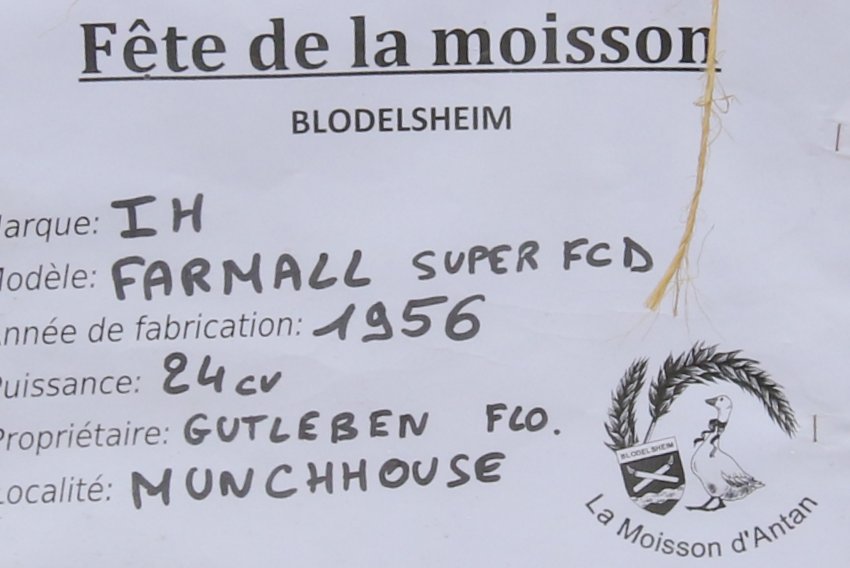 Fête de la moisson
BLODELSHEIM
arque: IH
odèle: FARMALL SUPER FCD
nnée de fabrication: 1956
uissance: 24 cv
Propriétaire: GUTLEBEN FLO.
Localité: MUNCHHOUSE
BLODELSHEIM
La Moisson d'Antan